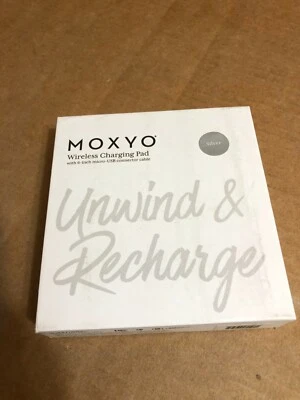 MOXYO
Wireless Charging Pad
with 6-inch micro-USB connector cable
Silver
Unwind &
Recharge